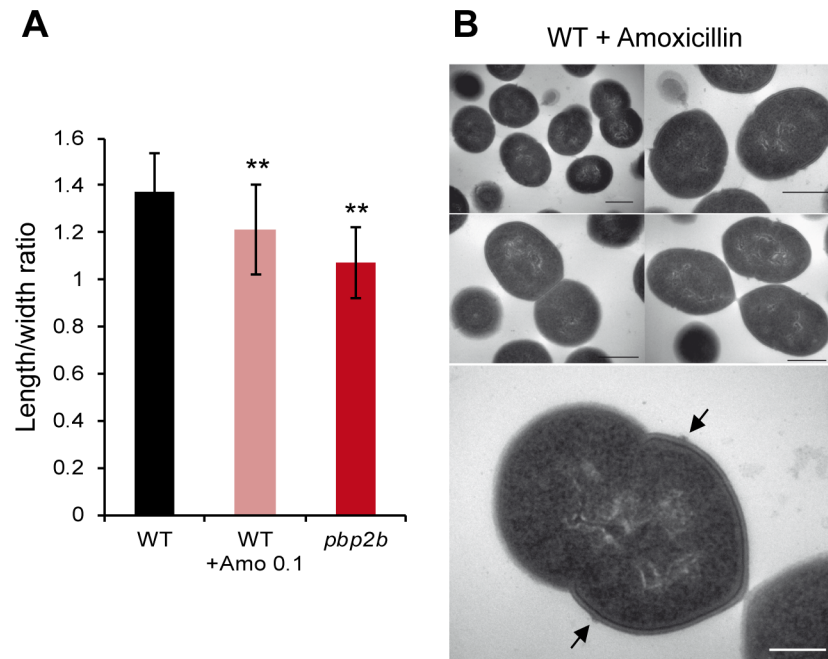 A
B
WT + Amoxicillin
Length/width ratio
1.6
1.4
1.2
1
0.8
0.6
0.4
0.2
0
**
**
WT
WT
+Amo 0.1
pbp2b